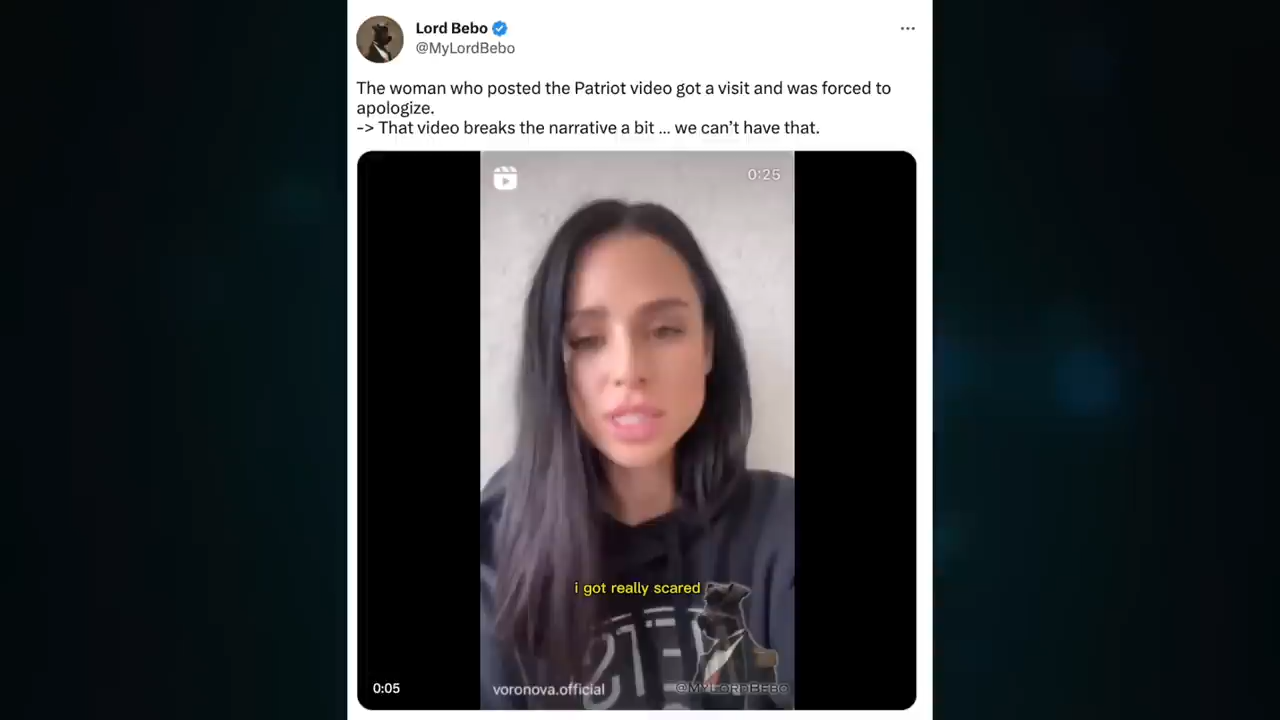 Lord Bebo
@MyLordBebo
The woman who posted the Patriot video got a visit and was forced to
apologize.
-> That video breaks the narrative a bit ... we can't have that.
0:25
i got really scared
0:05
voronova.official
@MYLORDBEBO